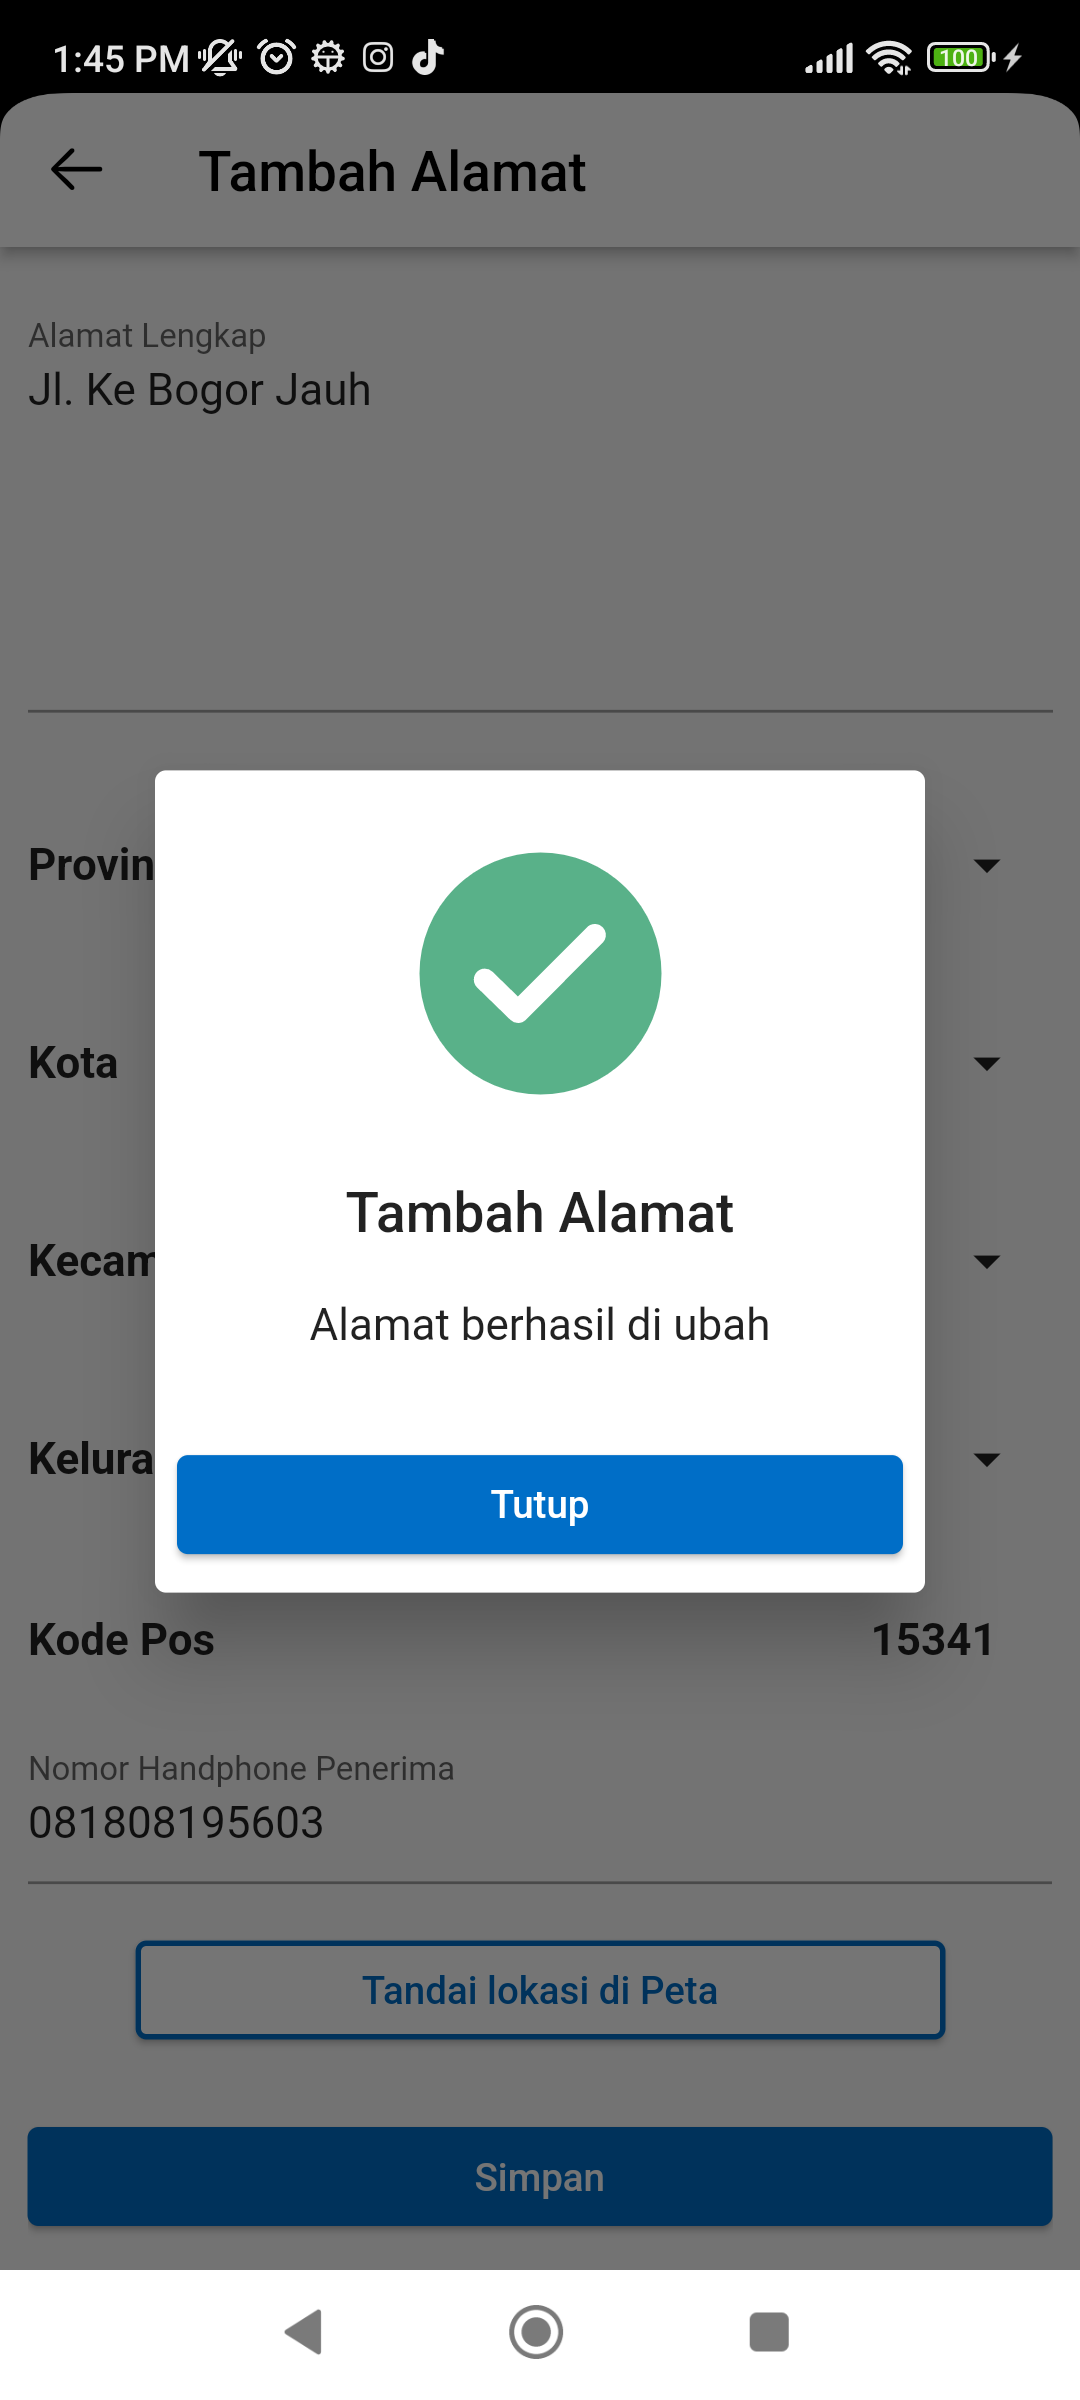 1:45 PM
100
Tambah Alamat
Alamat Lengkap
Jl. Ke Bogor Jauh
Provin
Kota
Kecam
Kelura
Tambah Alamat
Alamat berhasil di ubah
Tutup
Kode Pos 15341
Nomor Handphone Penerima
081808195603
Tandai lokasi di Peta
Simpan